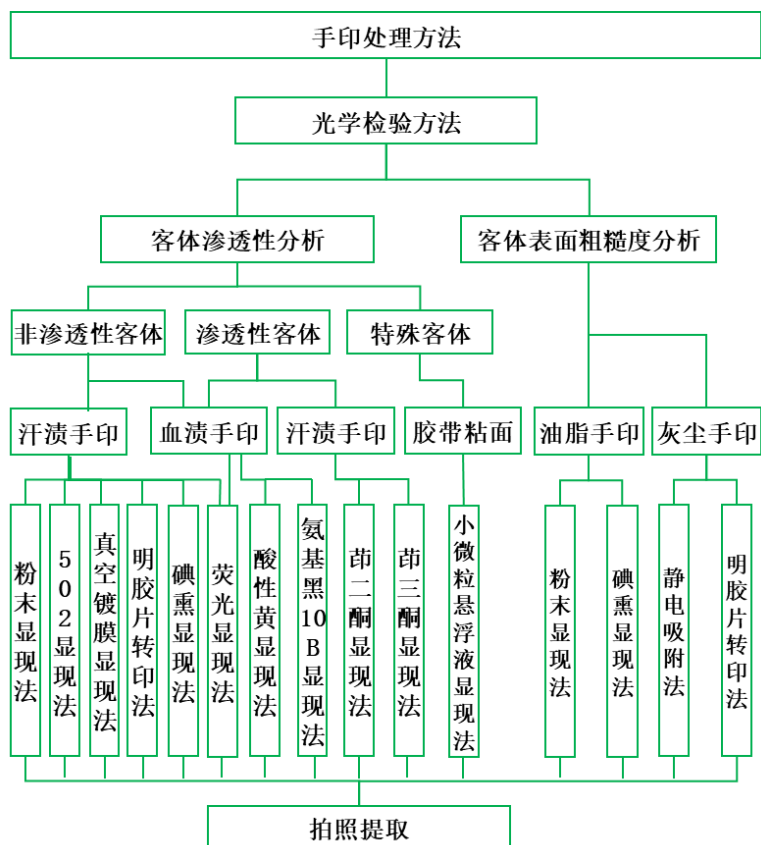 手印处理方法
光学检验方法
客体渗透性分析
客体表面粗糙度分析
非渗透性客体
渗透性客体
特殊客体
汗渍手印
血渍手印
汗渍手印
胶带粘面
油脂手印
灰尘手印
粉末显现法
502显现法
真空镀膜显现法
明胶片转印法
碘熏显现法
荧光显现法
酸性黄显现法
氨基黑10B显现法
茚二酮显现法
茚三酮显现法
小微粒悬浮液显现法
粉末显现法
碘熏显现法
静电吸附法
明胶片转印法
拍照提取